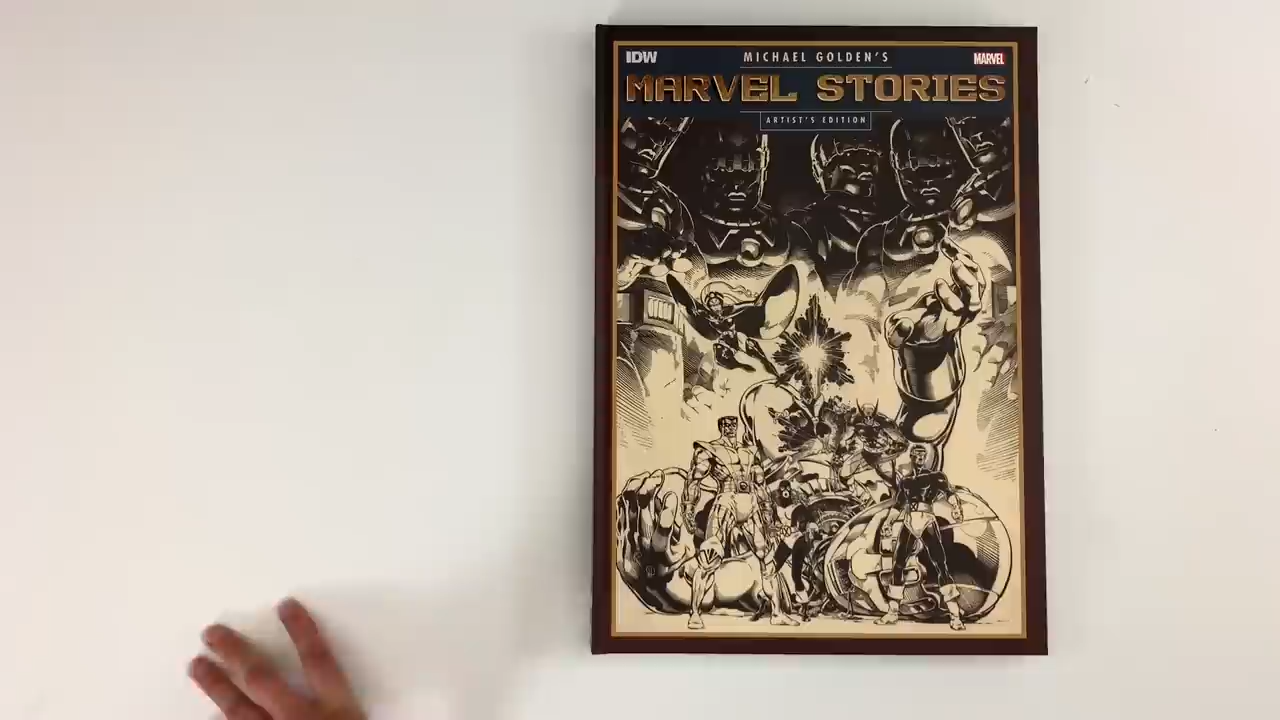 IDW
MICHAEL GOLDEN'S
MARVEL
MARVEL STORIES
ARTIST'S EDITION